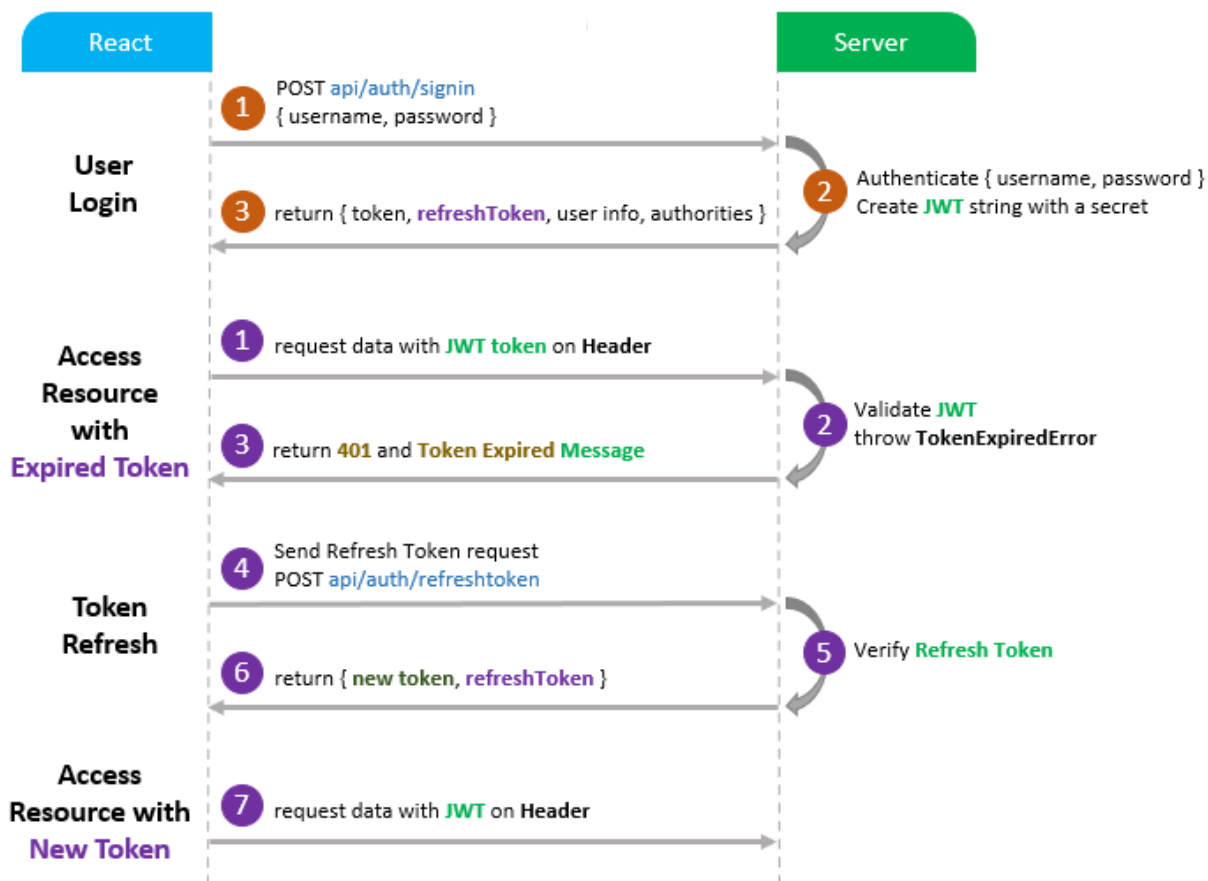 React
Server
User
Login
1
POST api/auth/signin
{ username, password }
2
Authenticate { username, password }
Create JWT string with a secret
3
return { token, refreshToken, user info, authorities }
Access
Resource
with
Expired Token
1
request data with JWT token on Header
2
Validate JWT
throw TokenExpiredError
3
return 401 and Token Expired Message
Token
Refresh
4
Send Refresh Token request
POST api/auth/refreshtoken
5
Verify Refresh Token
6
return { new token, refreshToken }
Access
Resource with
New Token
7
request data with JWT on Header